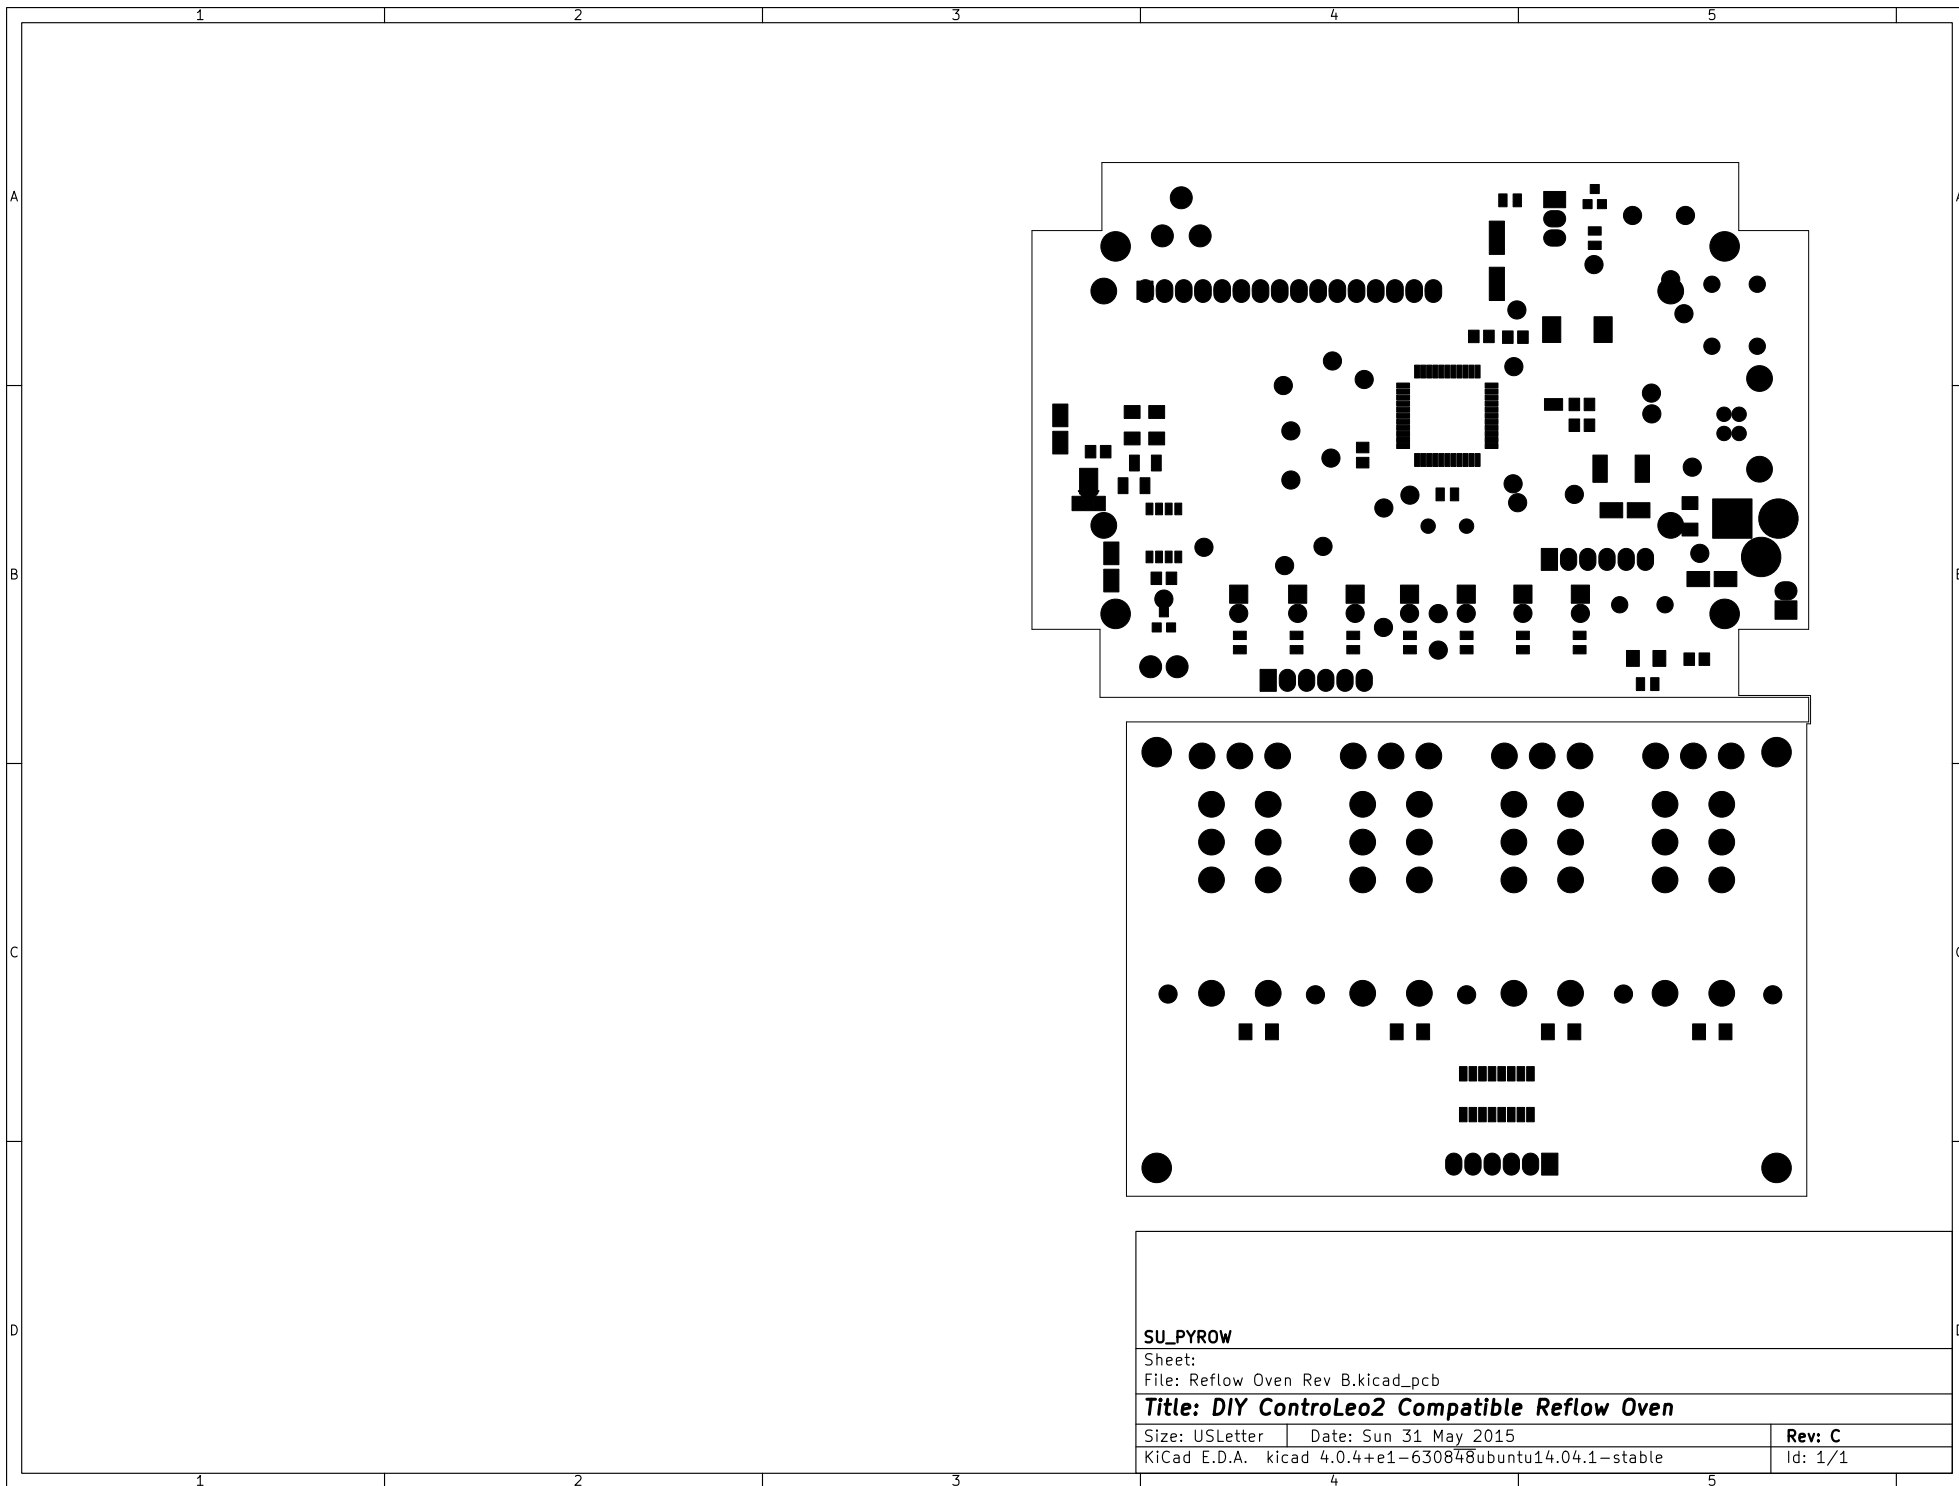 1 2 3 4 5
A
B
C
D
SU_PYROW
Sheet:
File: Reflow Oven Rev B.kicad_pcb
Title: DIY ControLeo2 Compatible Reflow Oven
Size: USLetter Date: Sun 31 May 2015 Rev: C
KiCad E.D.A. kicad 4.0.4+e1-630848ubuntu14.04.1-stable Id: 1/1
1 2 3 4 5